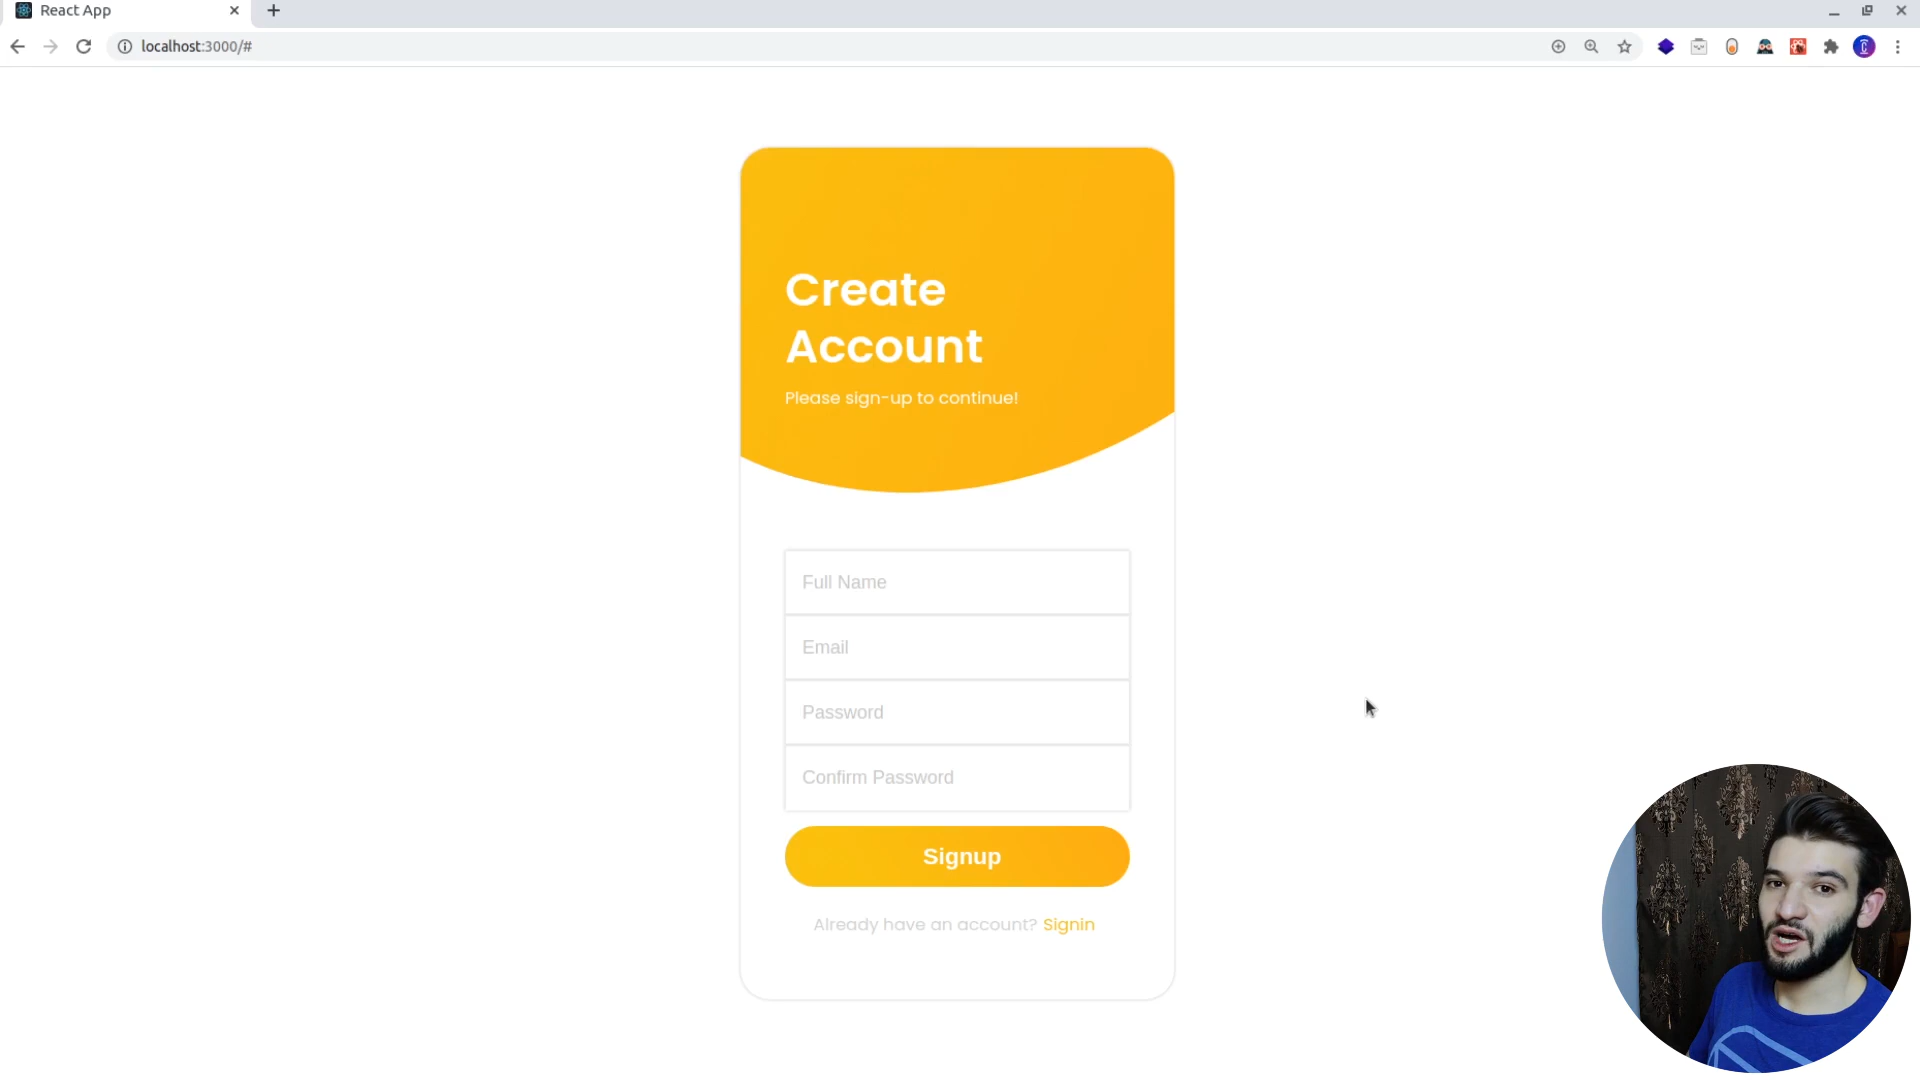 React App
localhost:3000/#
Create
Account
Please sign-up to continue!
Full Name
Email
Password
Confirm Password
Signup
Already have an account? Signin